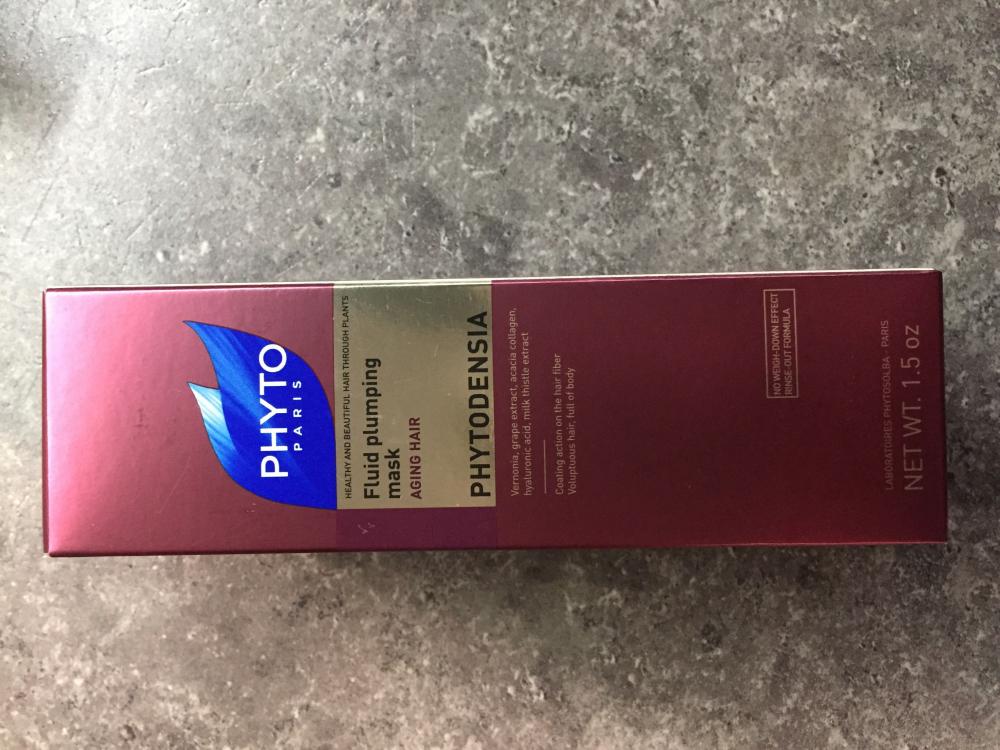 PHYTO
PARIS
HEALTHY AND BEAUTIFUL HAIR THROUGH PLANTS
Fluid plumping
mask
AGING HAIR
PHYTODENSIA
Vernonia, grape extract, acacia collagen,
hyaluronic acid, milk thistle extract
Coating action on the hair fiber
Voluptuous hair, full of body
NO WEIGH-DOWN EFFECT
RINSE-OUT FORMULA
LABORATOIRES PHYTOSOLBA - PARIS
NET WT. 1.5 oz